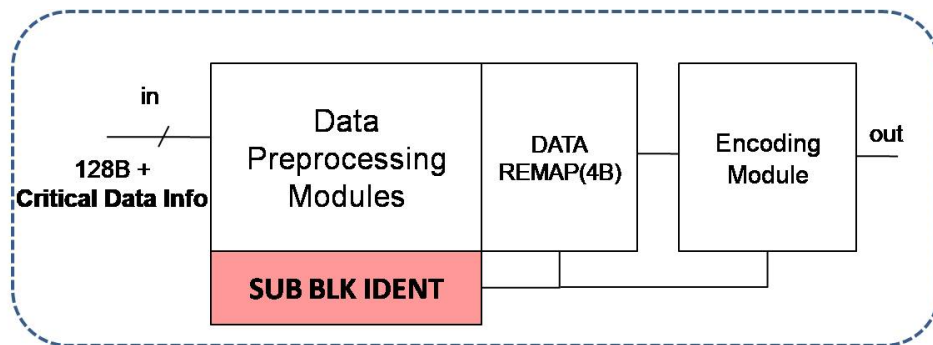 in
128B +
Critical Data Info
Data
Preprocessing
Modules
SUB BLK IDENT
DATA
REMAP(4B)
Encoding
Module
out